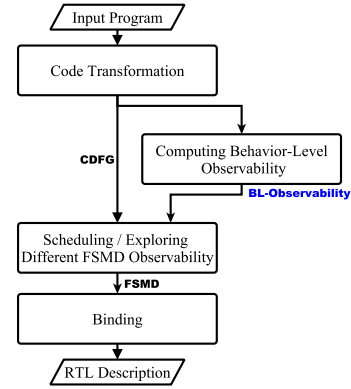 Input Program
Code Transformation
CDFG
Computing Behavior-Level
Observability
BL-Observability
Scheduling / Exploring
Different FSMD Observability
FSMD
Binding
RTL Description